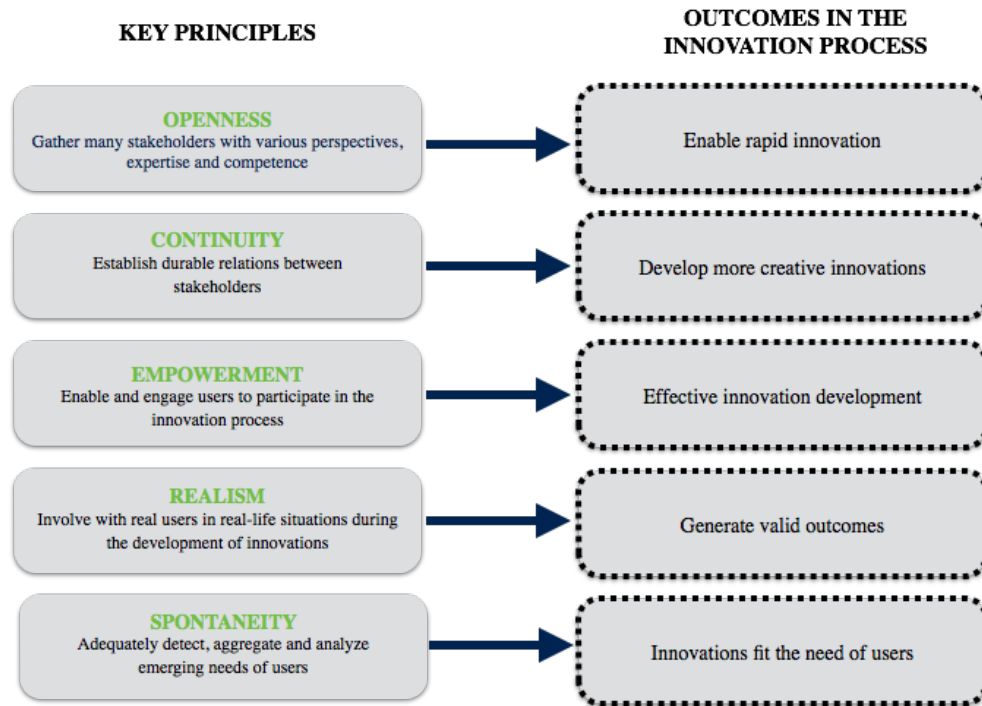 KEY PRINCIPLES
OUTCOMES IN THE
INNOVATION PROCESS
OPENNESS
Gather many stakeholders with various perspectives,
expertise and competence
Enable rapid innovation
CONTINUITY
Establish durable relations between
stakeholders
Develop more creative innovations
EMPOWERMENT
Enable and engage users to participate in the
innovation process
Effective innovation development
REALISM
Involve with real users in real-life situations during
the development of innovations
Generate valid outcomes
SPONTANEITY
Adequately detect, aggregate and analyze
emerging needs of users
Innovations fit the need of users